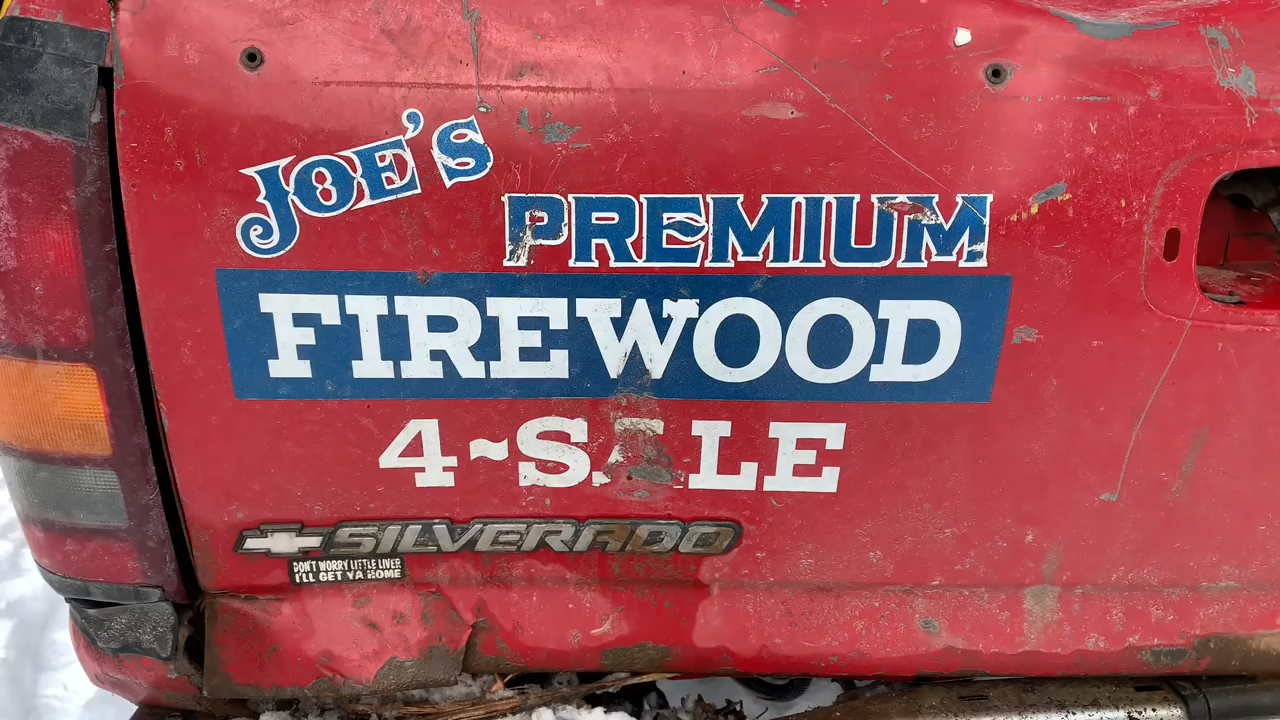 JOE'S
PREMIUM
FIREWOOD
4~SALE
SILVERADO
DON'T WORRY LITTLE LIVER
I'LL GET YA HOME